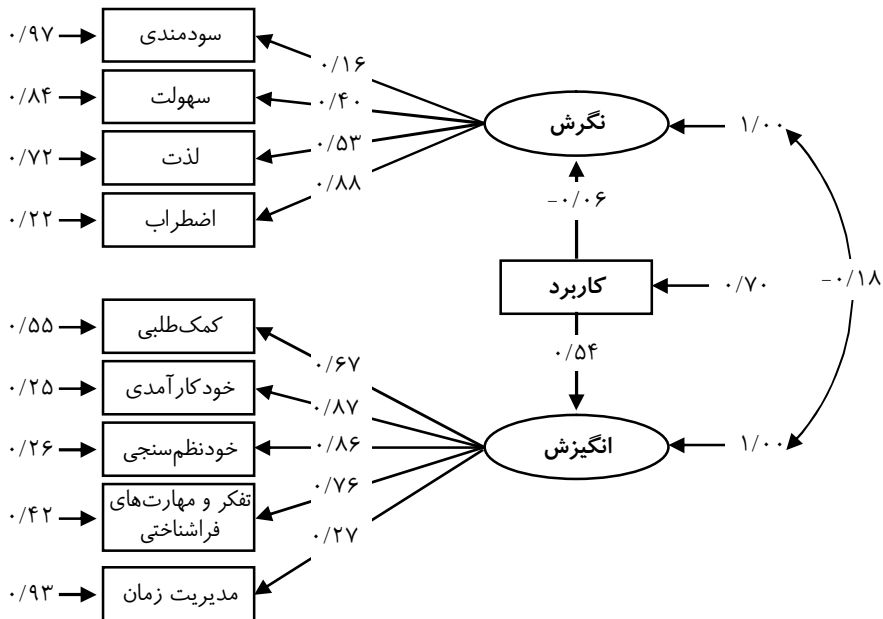 ۰/۹۷
سودمندی
۰/۱۶
۰/۸۴
سهولت
۰/۴۰
نگرش
۱/۰۰
۰/۷۲
لذت
۰/۵۳
۰/۲۲
اضطراب
۰/۸۸
-۰/۰۶
کاربرد
۰/۷۰
-۰/۱۸
۰/۵۵
کمک‌طلبی
۰/۵۴
۰/۶۷
۰/۲۵
خودکارآمدی
۰/۸۷
۰/۲۶
خودنظم‌سنجی
۰/۸۶
انگیزش
۱/۰۰
۰/۴۲
تفکر و مهارت‌های
فراشناختی
۰/۷۶
۰/۲۷
۰/۹۳
مدیریت زمان